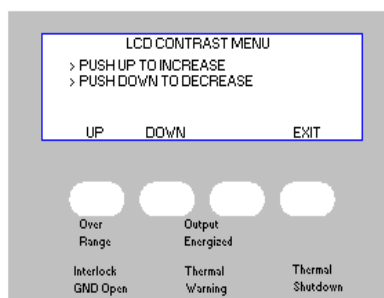 LCD CONTRAST MENU
> PUSH UP TO INCREASE
> PUSH DOWN TO DECREASE
UP DOWN EXIT
Over Output
Range Energized
Interlock Thermal Thermal
GND Open Warning Shutdown